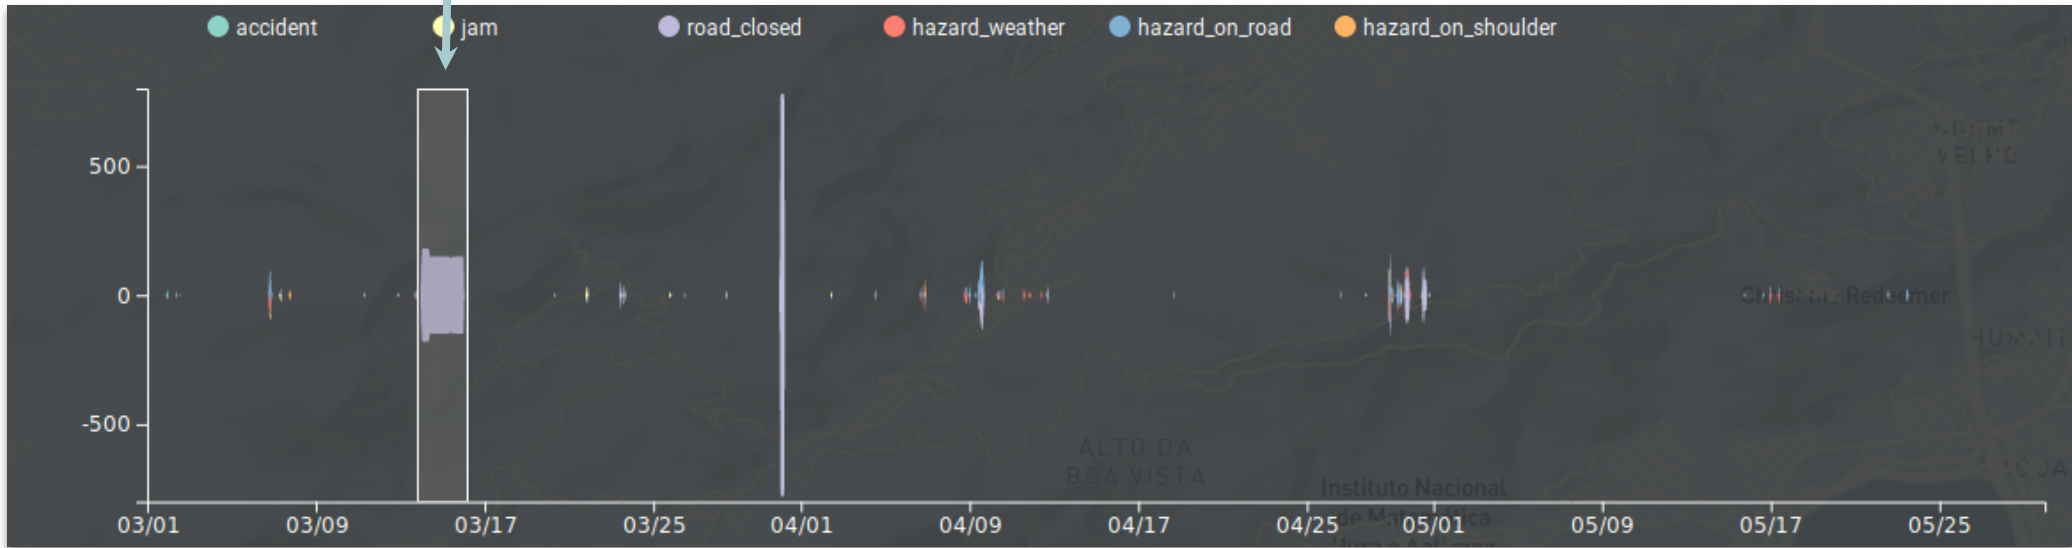 accident jam road_closed hazard_weather hazard_on_road hazard_on_shoulder
500
0
-500
VELHO
Redeemer
ALTO DA
BOA VISTA
Instituto Nacional
03/01 03/09 03/17 03/25 04/01 04/09 04/17 04/25 05/01 05/09 05/17 05/25